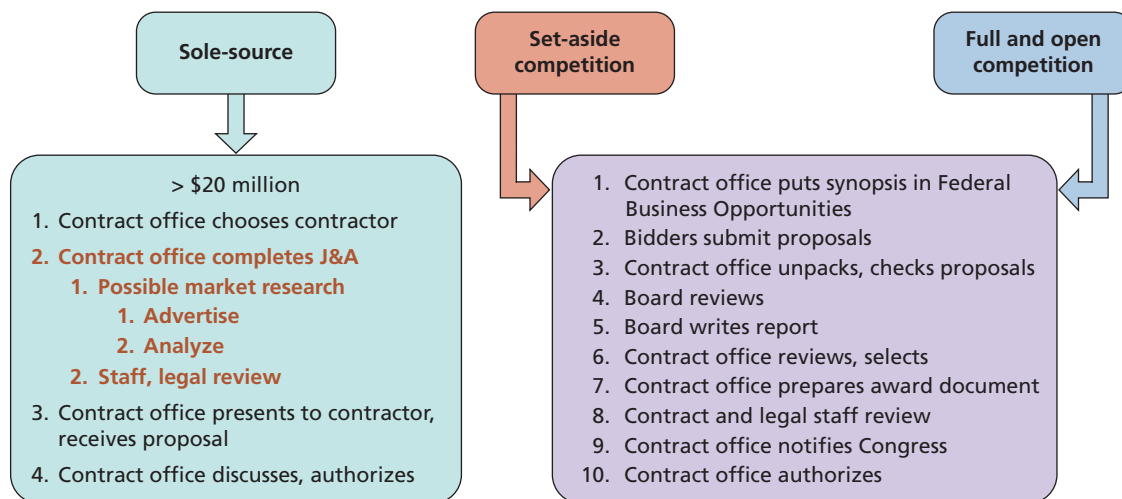 Sole-source
Set-aside
competition
Full and open
competition
> $20 million
1. Contract office chooses contractor
2. Contract office completes J&A
1. Possible market research
1. Advertise
2. Analyze
2. Staff, legal review
3. Contract office presents to contractor,
receives proposal
4. Contract office discusses, authorizes
1. Contract office puts synopsis in Federal
Business Opportunities
2. Bidders submit proposals
3. Contract office unpacks, checks proposals
4. Board reviews
5. Board writes report
6. Contract office reviews, selects
7. Contract office prepares award document
8. Contract and legal staff review
9. Contract office notifies Congress
10. Contract office authorizes